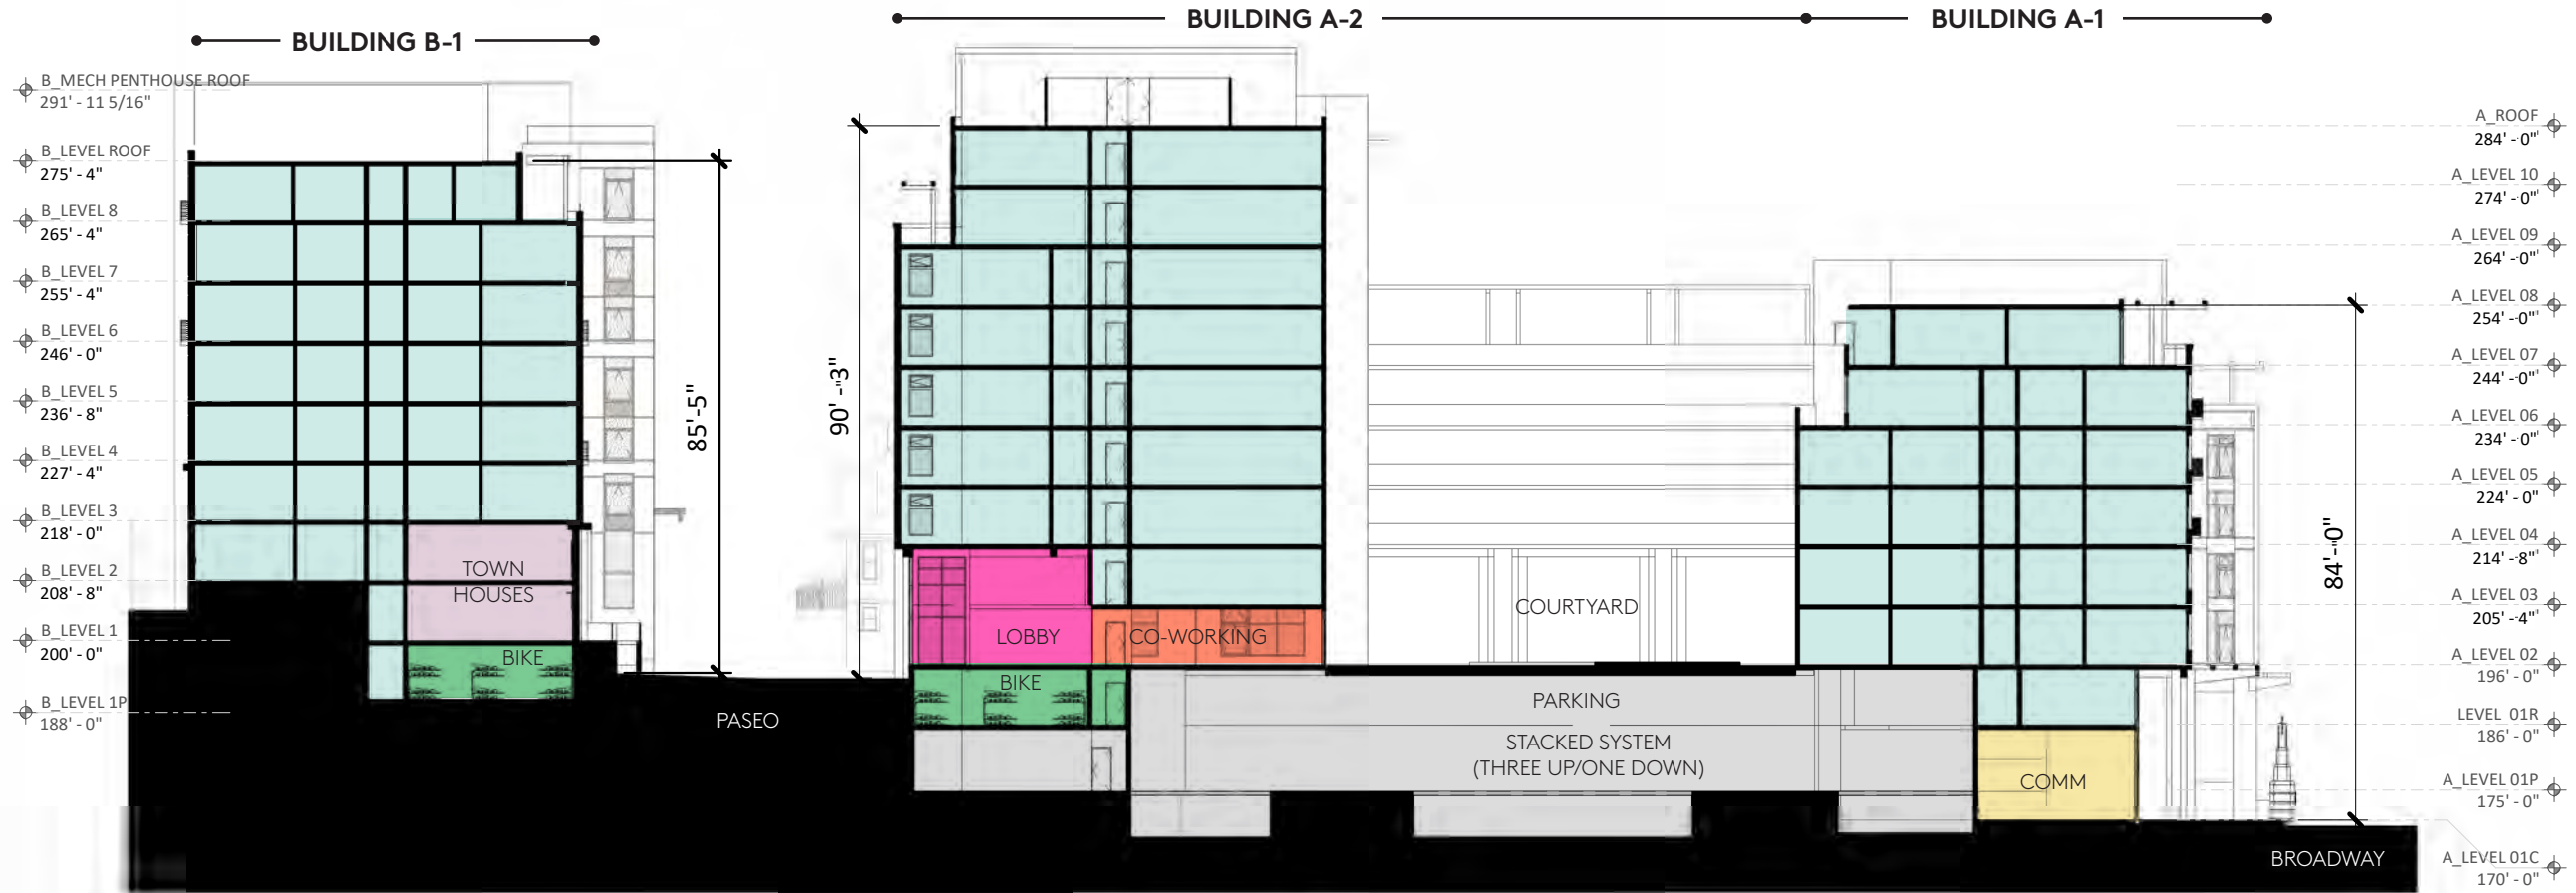 BUILDING B-1
BUILDING A-2
BUILDING A-1
B_MECH PENTHOUSE ROOF
291' - 11 5/16"
B_LEVEL ROOF
275' - 4"
B_LEVEL 8
265' - 4"
B_LEVEL 7
255' - 4"
B_LEVEL 6
246' - 0"
B_LEVEL 5
236' - 8"
B_LEVEL 4
227' - 4"
B_LEVEL 3
218' - 0"
B_LEVEL 2
208' - 8"
B_LEVEL 1
200' - 0"
B_LEVEL 1P
188' - 0"
TOWN
HOUSES
BIKE
85'-5"
PASEO
90' -"3"
LOBBY
CO-WORKING
BIKE
COURTYARD
PARKING
STACKED SYSTEM
(THREE UP/ONE DOWN)
COMM
84'-"0"
BROADWAY
A_ROOF
284' - 0"
A_LEVEL 10
274' - 0"
A_LEVEL 09
264' - 0"
A_LEVEL 08
254' - 0"
A_LEVEL 07
244' - 0"
A_LEVEL 06
234' - 0"
A_LEVEL 05
224' - 0"
A_LEVEL 04
214' - 8"
A_LEVEL 03
205' - 4"
A_LEVEL 02
196' - 0"
LEVEL 01R
186' - 0"
A_LEVEL 01P
175' - 0"
A_LEVEL 01C
170' - 0"